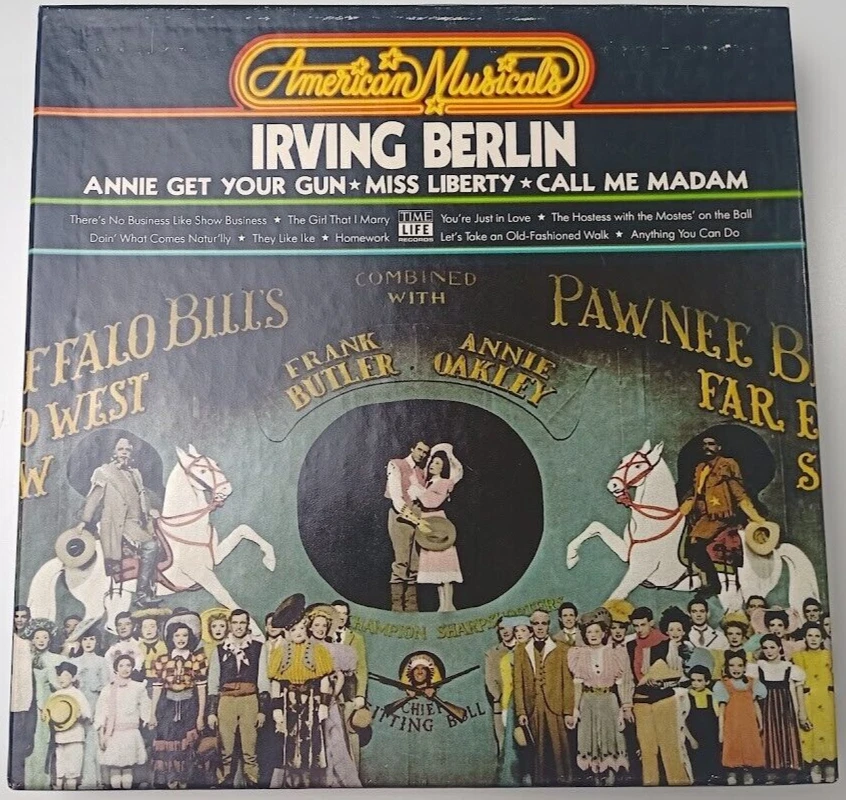 American Musicals
IRVING BERLIN
ANNIE GET YOUR GUN ★ MISS LIBERTY ★ CALL ME MADAM
There's No Business Like Show Business ★ The Girl That I Marry
Doin' What Comes Natur'lly ★ They Like Ike ★ Homework
TIME
LIFE
RECORDS
You're Just in Love ★ The Hostess with the Mostes' on the Ball
Let's Take an Old-Fashioned Walk ★ Anything You Can Do
FFALO BILL'S
O WEST
W
COMBINED
WITH
PAWNEE B
FAR E
S
FRANK
BUTLER
ANNIE
OAKLEY
CHAMPION SHARPSHOOTERS
CHIEF
SITTING BULL